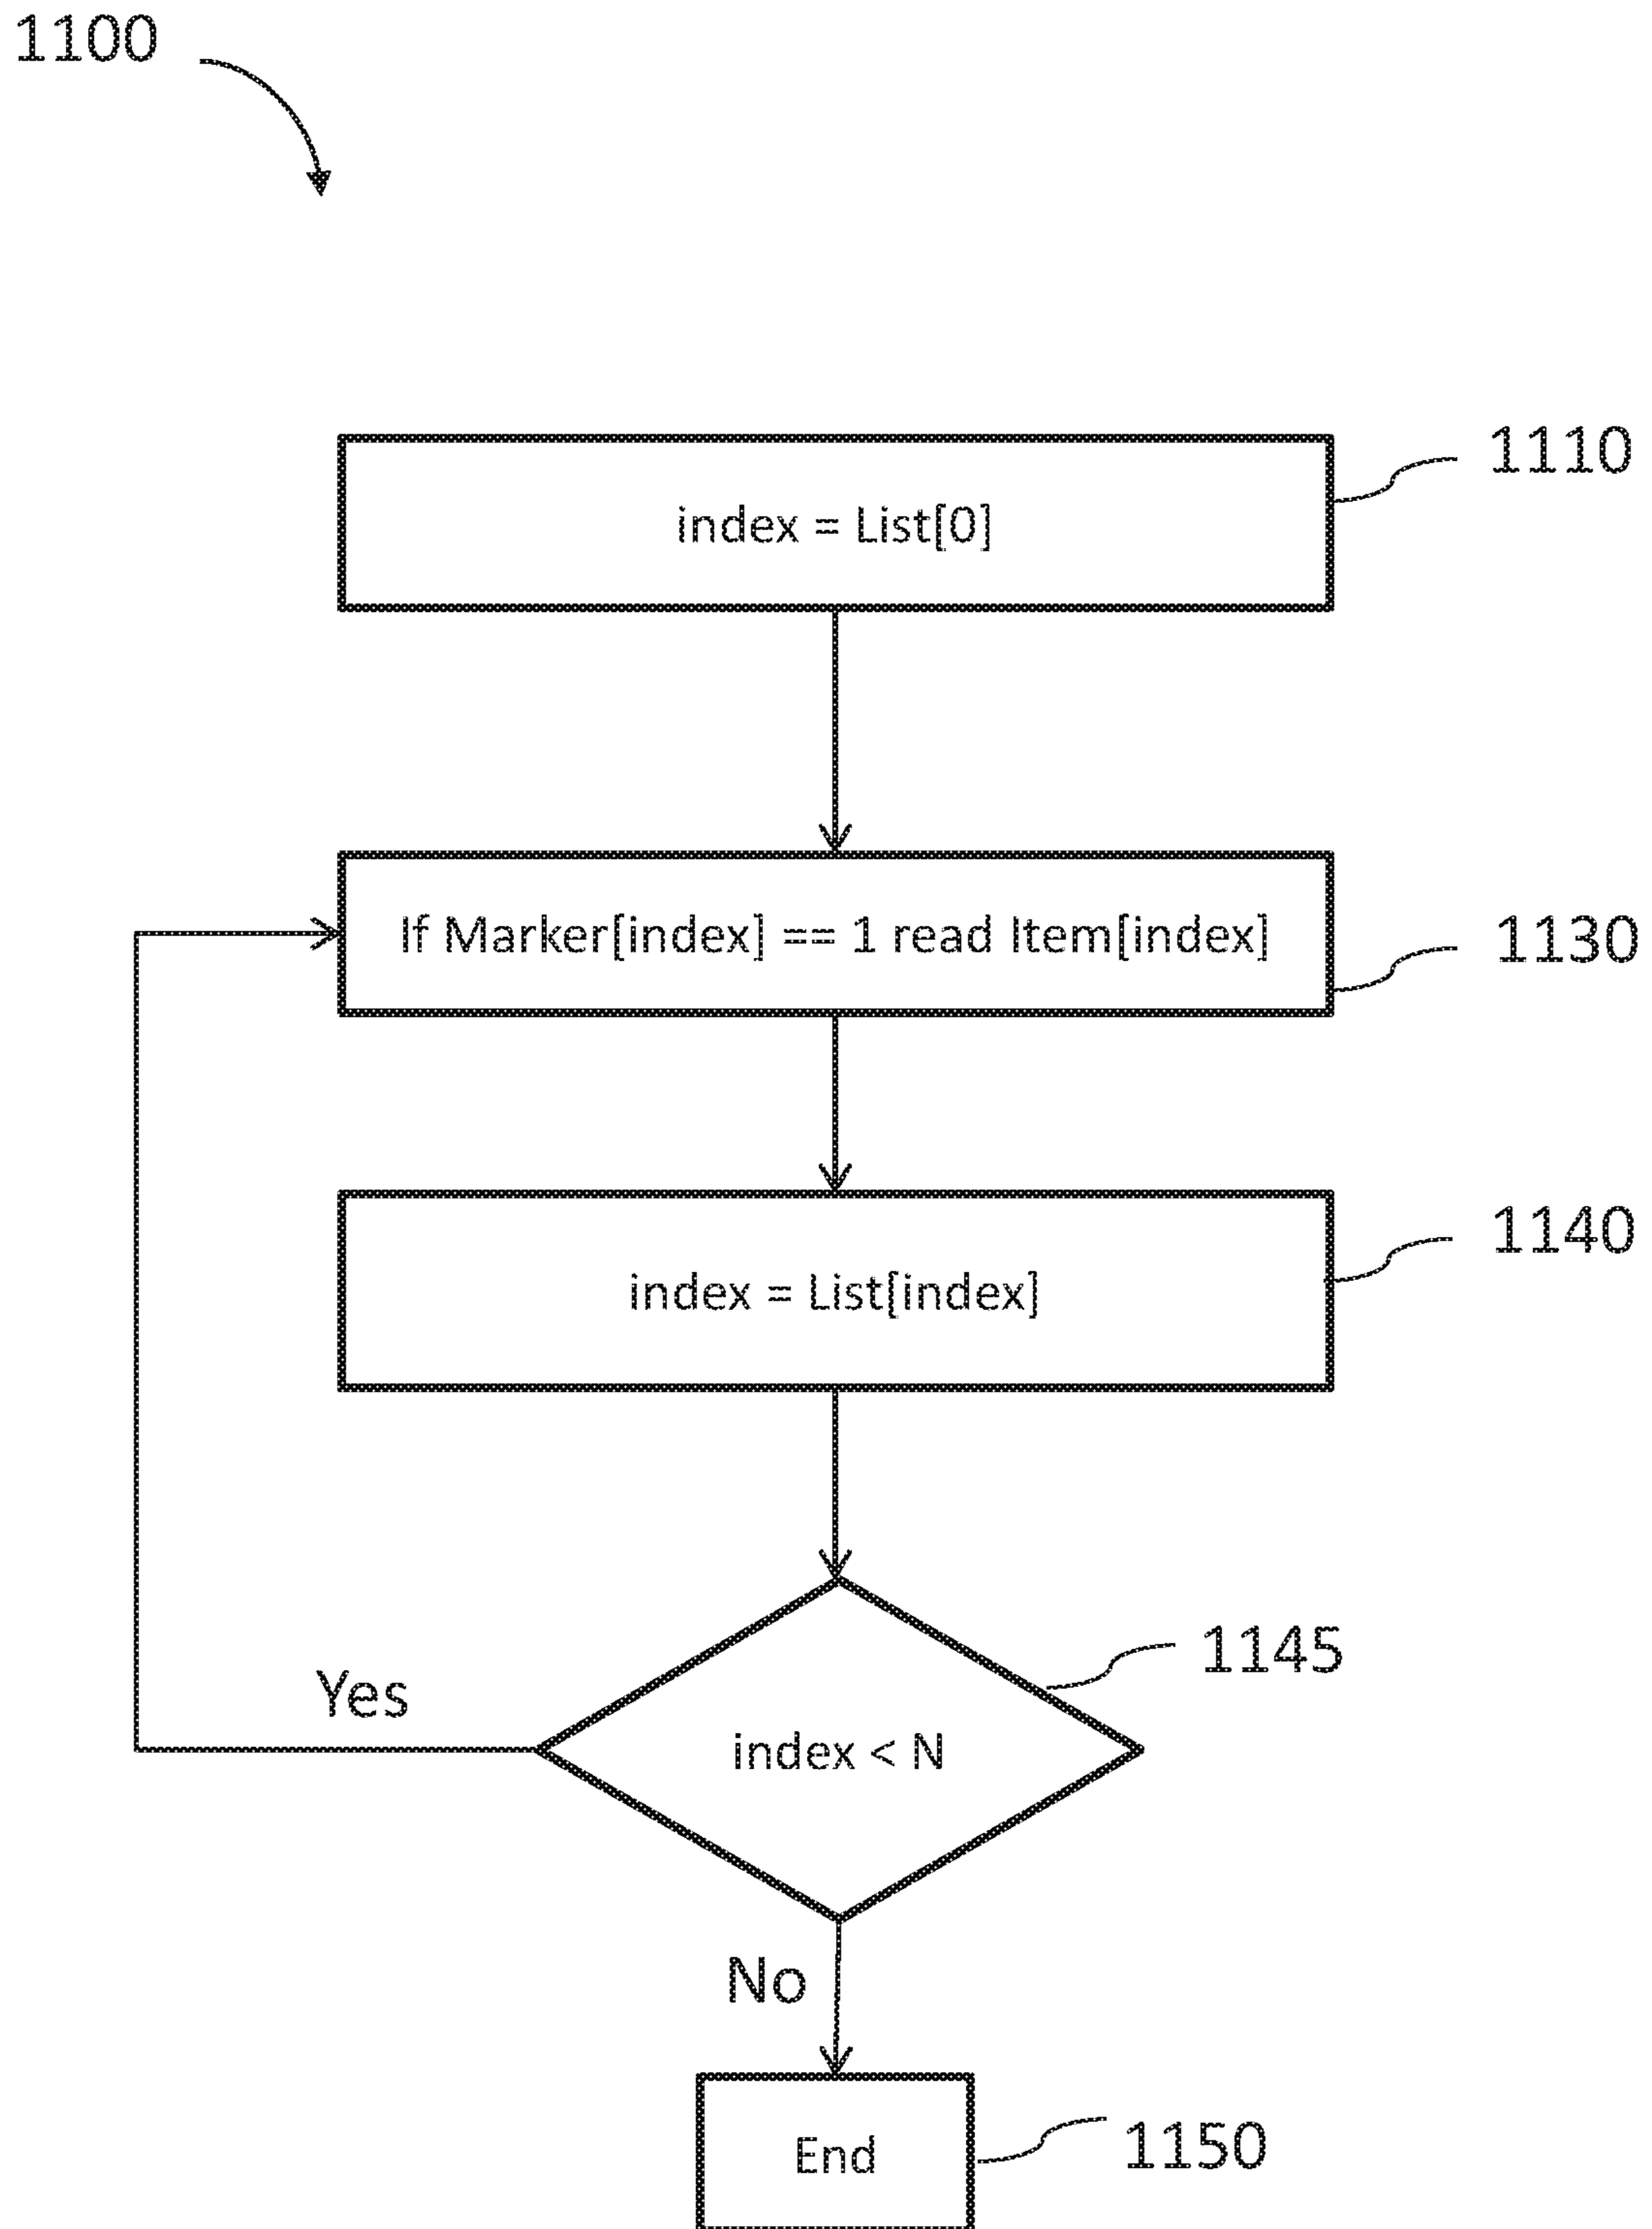 1100
1110
index = List[0]
If Marker[index] == 1 read Item[index]
1130
1140
index = List[index]
1145
Yes
index < N
No
End
1150